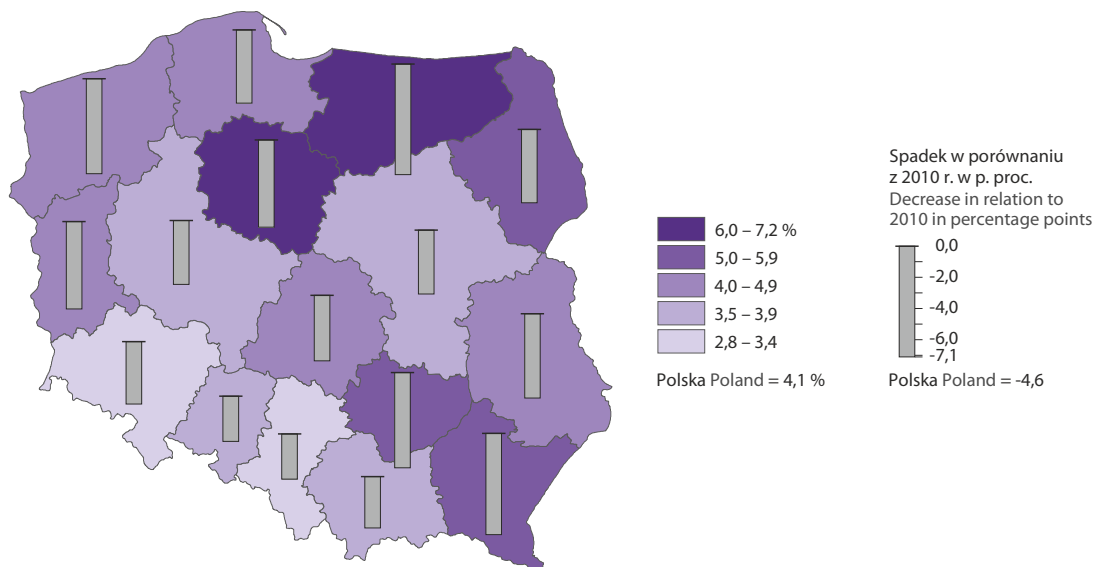 6,0 – 7,2 %
5,0 – 5,9
4,0 – 4,9
3,5 – 3,9
2,8 – 3,4
Polska Poland = 4,1 %
Spadek w porównaniu
z 2010 r. w p. proc.
Decrease in relation to
2010 in percentage points
0,0
-2,0
-4,0
-6,0
-7,1
Polska Poland = -4,6